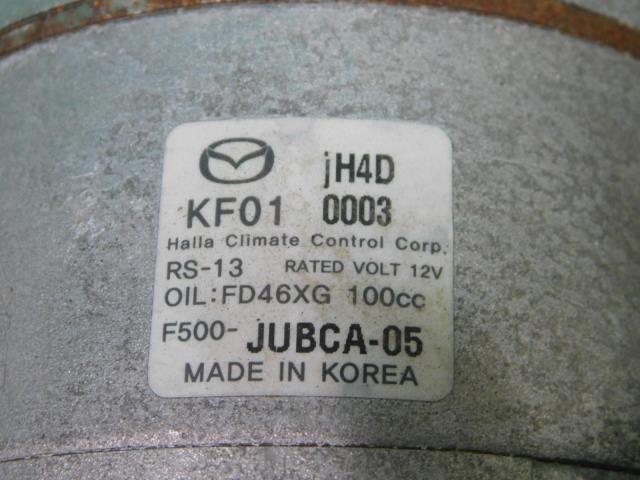 jH4D
KF01 0003
Halla Climate Control Corp.
RS-13 RATED VOLT 12V
OIL:FD46XG 100cc
F500-JUBCA-05
MADE IN KOREA